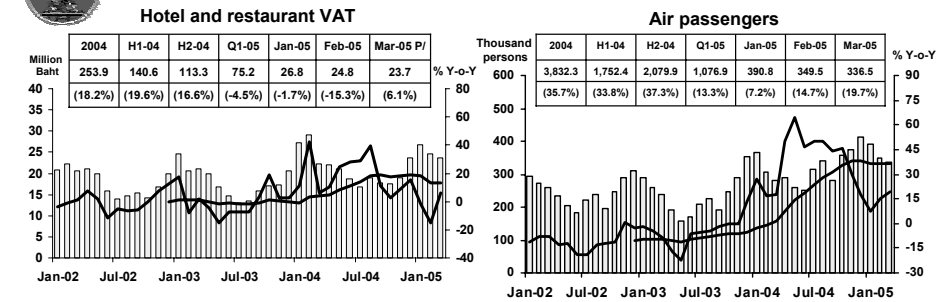 Hotel and restaurant VAT
Million
Baht
2004 H1-04 H2-04 Q1-05 Jan-05 Feb-05 Mar-05 P/
253.9 140.6 113.3 75.2 26.8 24.8 23.7
(18.2%) (19.6%) (16.6%) (-4.5%) (-1.7%) (-15.3%) (6.1%)
% Y-o-Y
40
35
30
25
20
15
10
5
0
80
60
40
20
0
-20
-40
Jan-02 Jul-02 Jan-03 Jul-03 Jan-04 Jul-04 Jan-05
Air passengers
Thousand
persons
2004 H1-04 H2-04 Q1-05 Jan-05 Feb-05 Mar-05
3,832.3 1,752.4 2,079.9 1,076.9 390.8 349.5 336.5
(35.7%) (33.8%) (37.3%) (13.3%) (7.2%) (14.7%) (19.7%)
% Y-o-Y
600
500
400
300
200
100
0
90
75
60
45
30
15
0
-15
-30
Jan-02 Jul-02 Jan-03 Jul-03 Jan-04 Jul-04 Jan-05